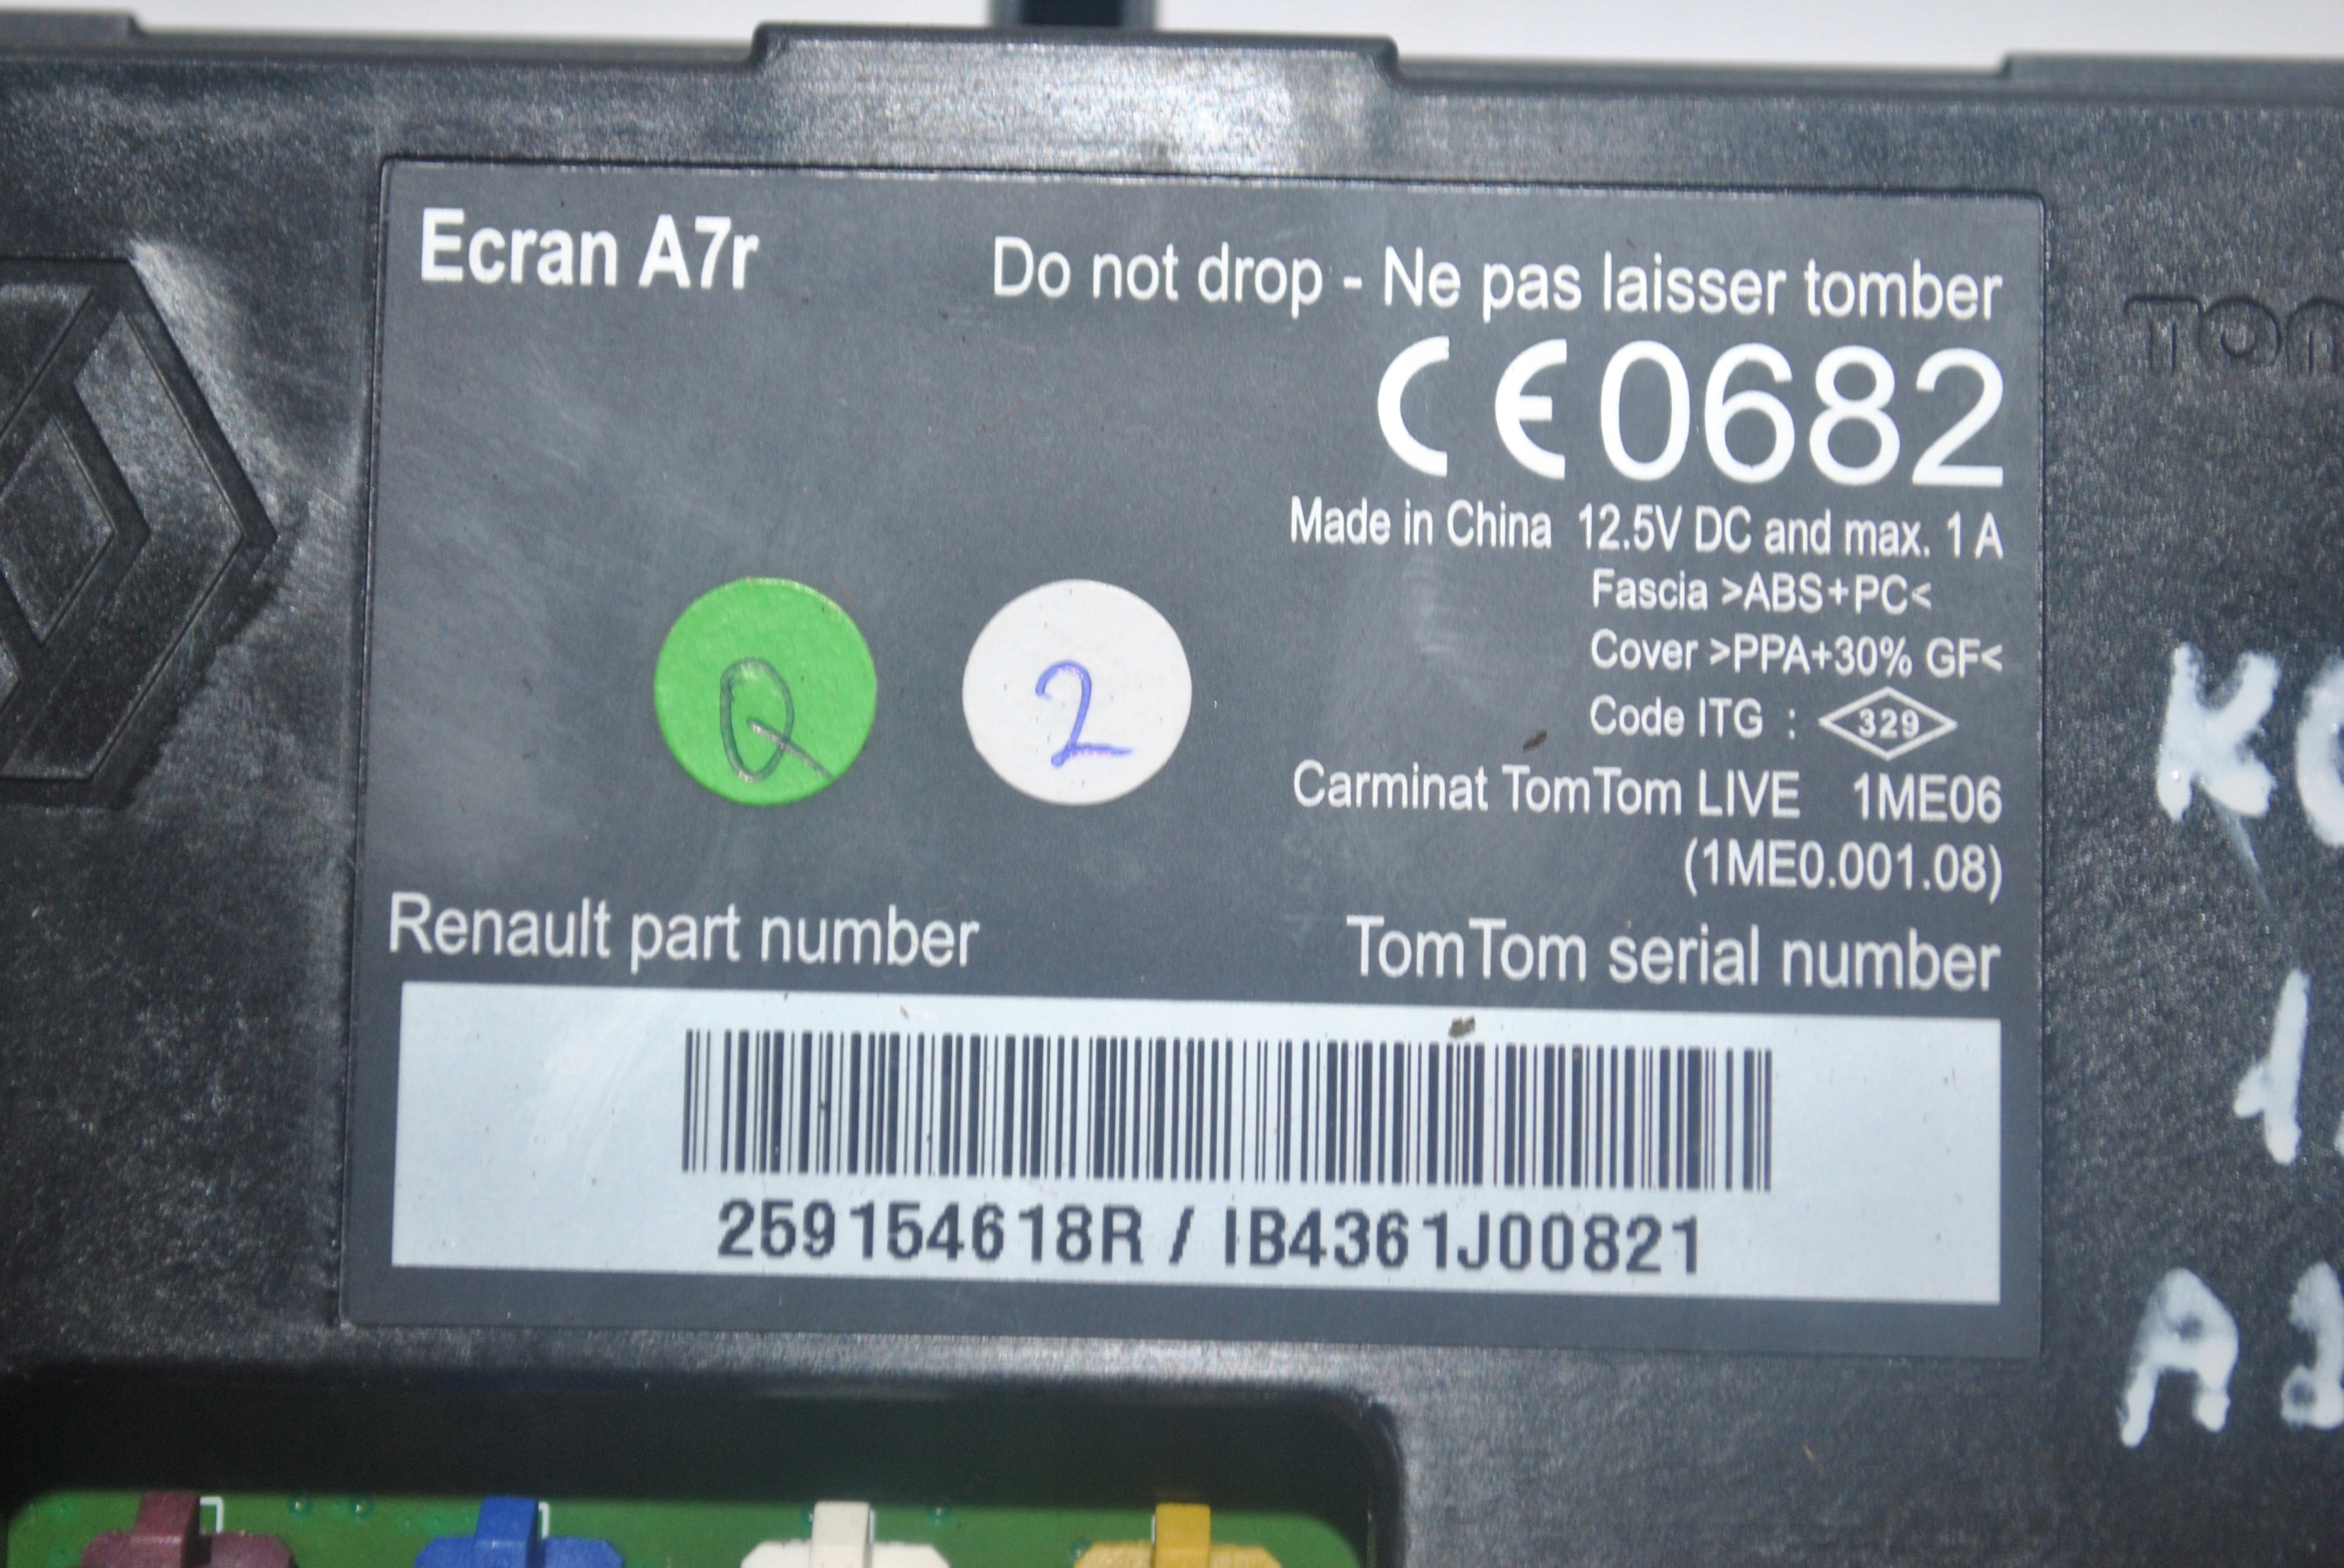 Ecran A7r
Do not drop - Ne pas laisser tomber
CE0682
Made in China 12.5V DC and max. 1 A
Fascia >ABS+PC<
Cover >PPA+30% GF<
Code ITG : 329
Q 2
Carminat TomTom LIVE 1ME06
(1ME0.001.08)
Renault part number
TomTom serial number
259154618R / IB4361J00821